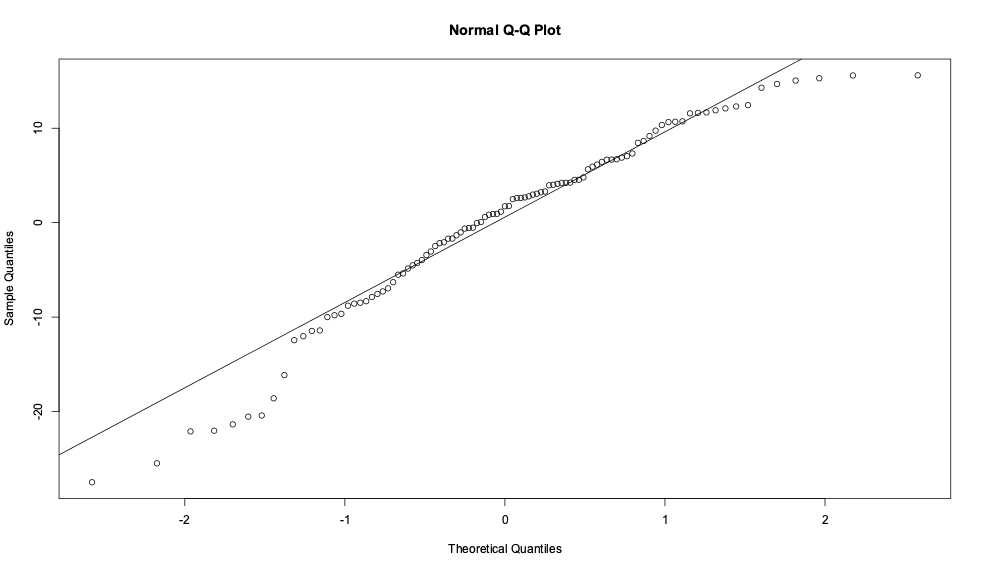 Normal Q-Q Plot
Sample Quantiles
10
0
-10
-20
-2 -1 0 1 2
Theoretical Quantiles